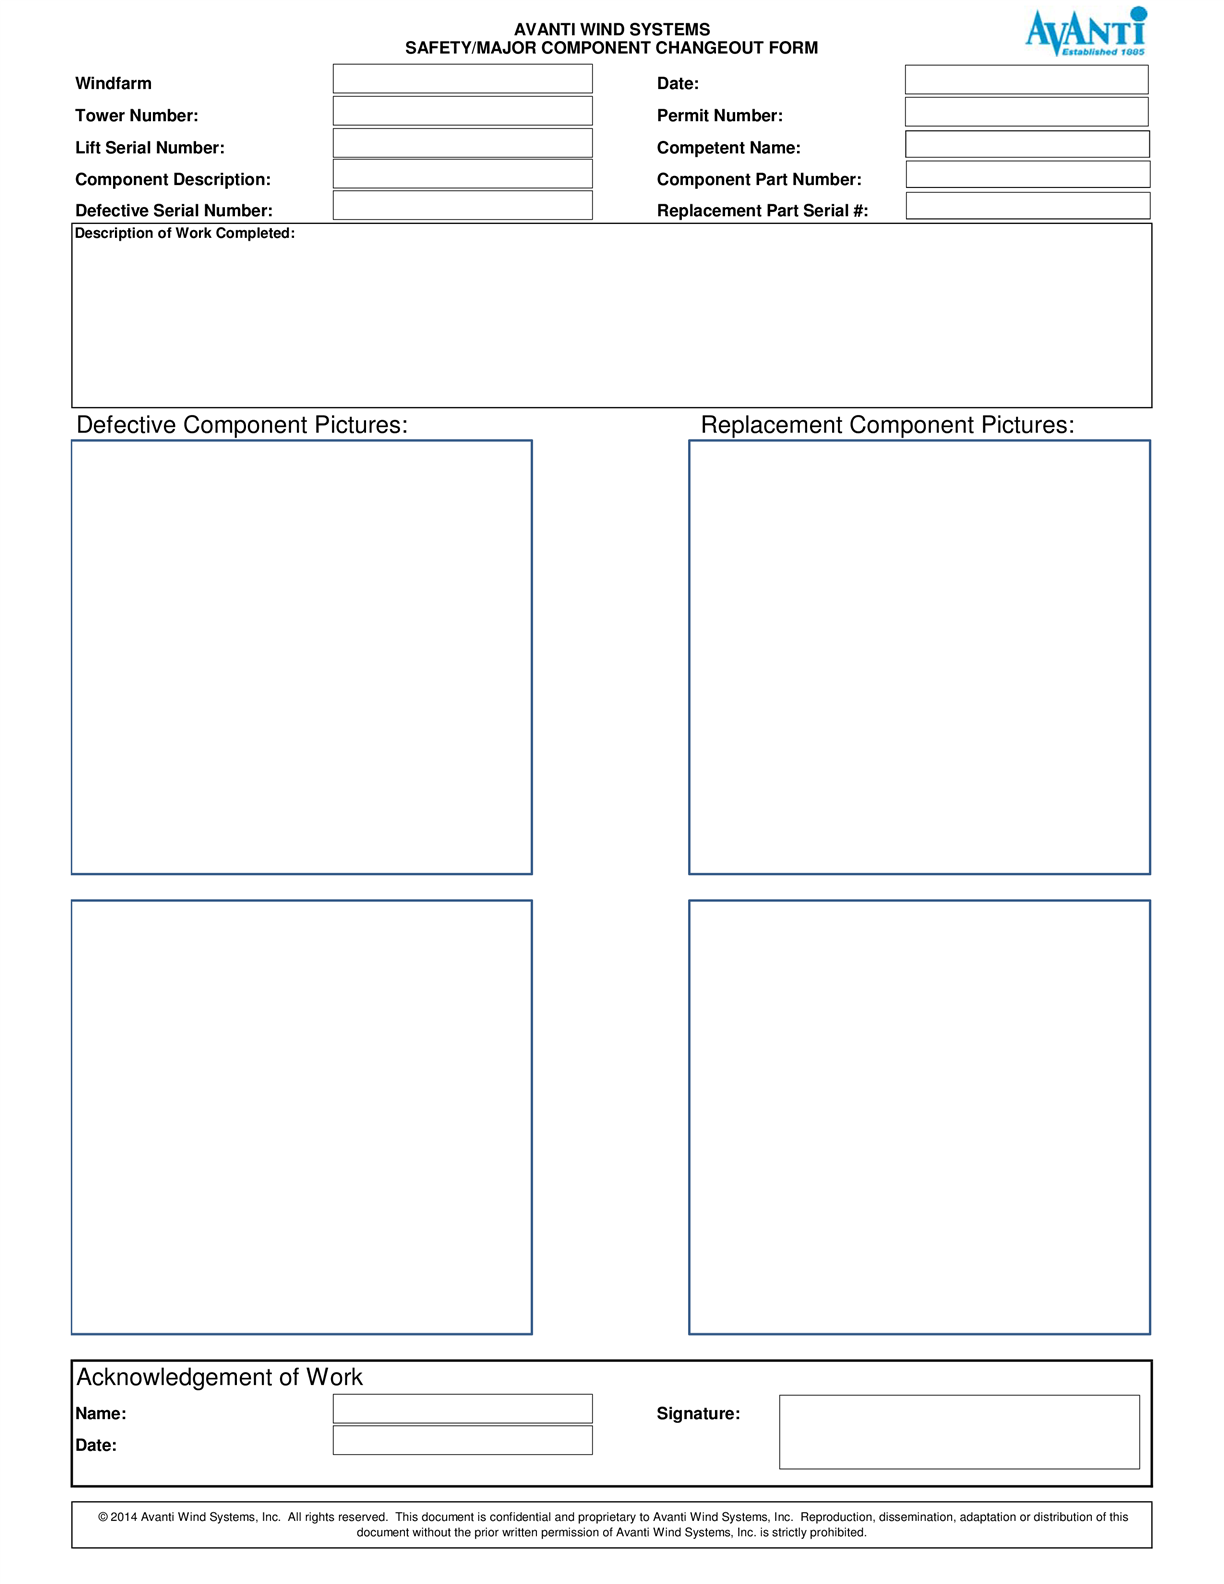 AVANTI WIND SYSTEMS
SAFETY/MAJOR COMPONENT CHANGEOUT FORM
AVANTI
Established 1885
Windfarm
Date:
Tower Number:
Permit Number:
Lift Serial Number:
Competent Name:
Component Description:
Component Part Number:
Defective Serial Number:
Replacement Part Serial #:
Description of Work Completed:
Defective Component Pictures:
Replacement Component Pictures:
Acknowledgement of Work
Name:
Signature:
Date:
© 2014 Avanti Wind Systems, Inc.  All rights reserved.  This document is confidential and proprietary to Avanti Wind Systems, Inc.  Reproduction, dissemination, adaptation or distribution of this
document without the prior written permission of Avanti Wind Systems, Inc. is strictly prohibited.